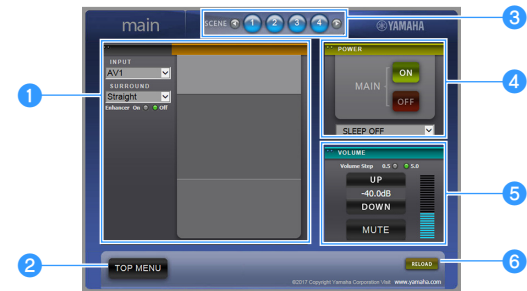 main
SCENE 1 2 3 4
YAMAHA
3
INPUT
AV1
SURROUND
Straight
Enhancer On Off
1
POWER
MAIN
ON
OFF
SLEEP OFF
4
VOLUME
Volume Step 0.5 5.0
UP
-40.0dB
DOWN
MUTE
5
2
TOP MENU
RELOAD
6
©2017 Copyright Yamaha Corporation Visit www.yamaha.com